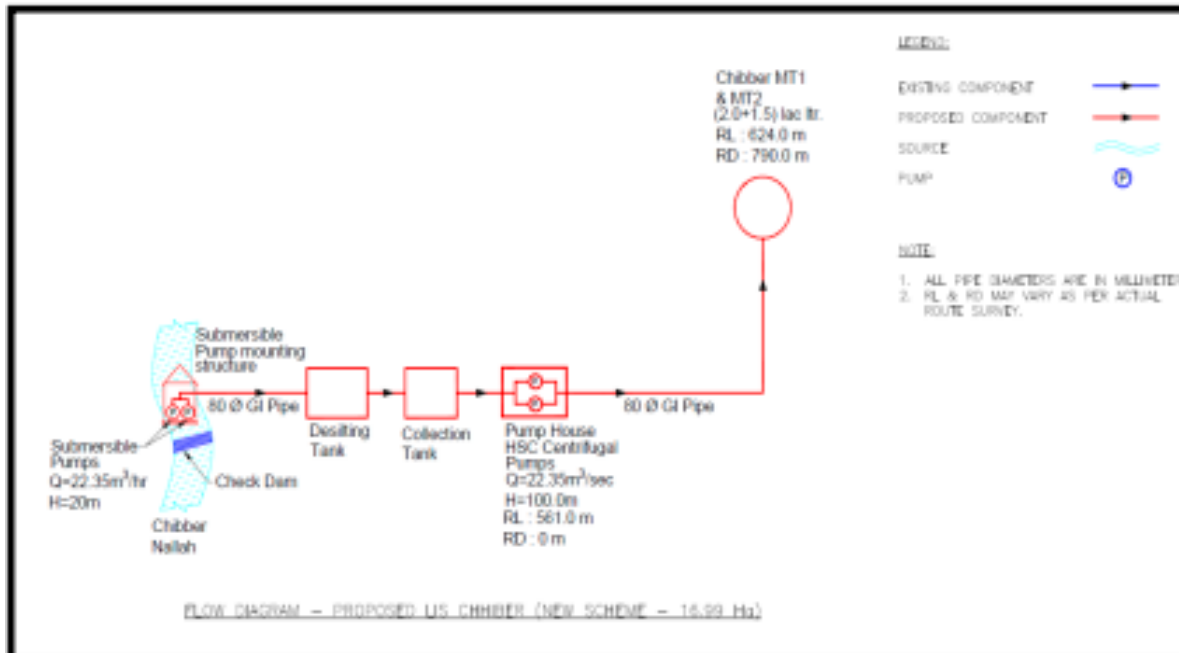 LEGEND:
EXISTING COMPONENT
PROPOSED COMPONENT
SOURCE
PUMP
P
NOTE:
1. ALL PIPE DIAMETERS ARE IN MILLIMETER
2. RL & RD MAY VARY AS PER ACTUAL
ROUTE SURVEY.
Chibber MT1
& MT2
(2.0+1.5) lac ltr.
RL : 624.0 m
RD : 790.0 m
Submersible
Pump mounting
structure
80 Ø GI Pipe
P P
Submersible
Pumps
Q=22.35m³/hr
H=20m
Check Dam
Chibber
Nallah
Desilting
Tank
Collection
Tank
P
P
Pump House
HSC Centrifugal
Pumps
Q=22.35m³/sec
H=100.0m
RL : 561.0 m
RD : 0 m
80 Ø GI Pipe
FLOW DIAGRAM - PROPOSED LIS CHHIBER (NEW SCHEME - 16.99 Ha)